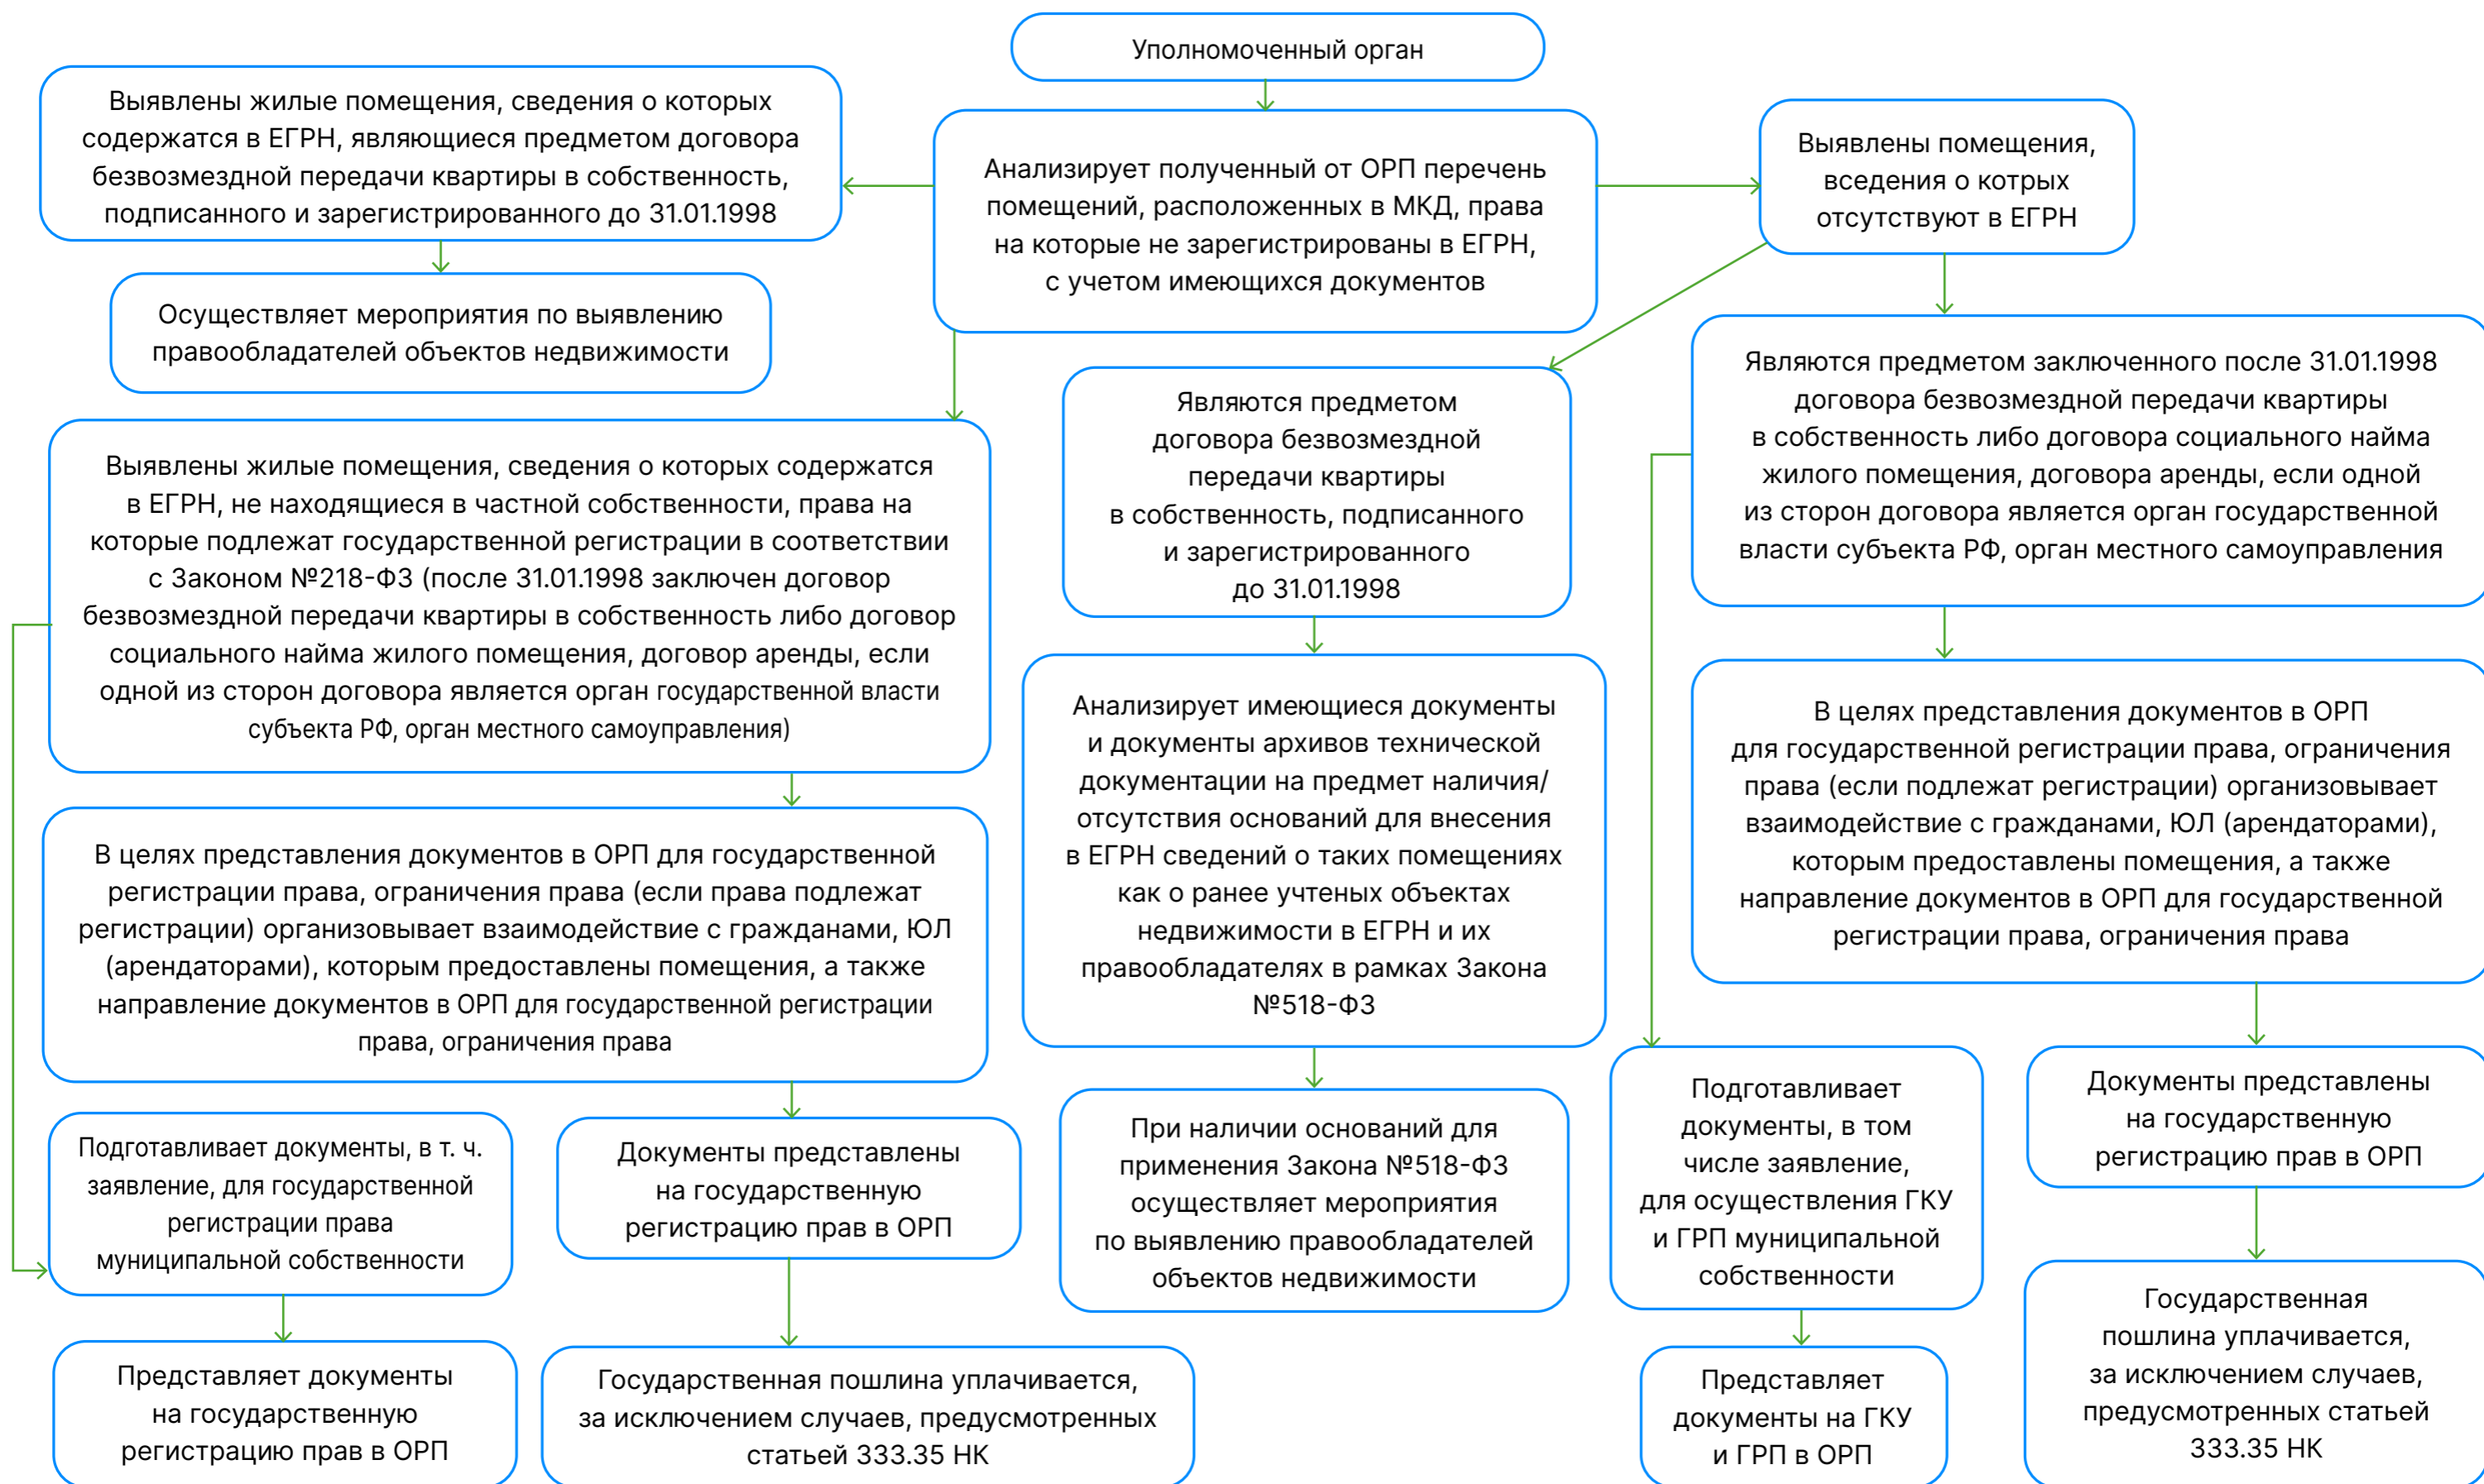 Уполномоченный орган
Выявлены жилые помещения, сведения о которых
содержатся в ЕГРН, являющиеся предметом договора
безвозмездной передачи квартиры в собственность,
подписанного и зарегистрированного до 31.01.1998
Анализирует полученный от ОРП перечень
помещений, расположенных в МКД, права
на которые не зарегистрированы в ЕГРН,
с учетом имеющихся документов
Выявлены помещения,
вседения о котрых
отсутствуют в ЕГРН
Осуществляет мероприятия по выявлению
правообладателей объектов недвижимости
Выявлены жилые помещения, сведения о которых содержатся
в ЕГРН, не находящиеся в частной собственности, права на
которые подлежат государственной регистрации в соответствии
с Законом №218-ФЗ (после 31.01.1998 заключен договор
безвозмездной передачи квартиры в собственность либо договор
социального найма жилого помещения, договор аренды, если
одной из сторон договора является орган государственной власти
субъекта РФ, орган местного самоуправления)
Являются предметом
договора безвозмездной
передачи квартиры
в собственность, подписанного
и зарегистрированного
до 31.01.1998
Являются предметом заключенного после 31.01.1998
договора безвозмездной передачи квартиры
в собственность либо договора социального найма
жилого помещения, договора аренды, если одной
из сторон договора является орган государственной
власти субъекта РФ, орган местного самоуправления
В целях представления документов в ОРП для государственной
регистрации права, ограничения права (если права подлежат
регистрации) организовывает взаимодействие с гражданами, ЮЛ
(арендаторами), которым предоставлены помещения, а также
направление документов в ОРП для государственной регистрации
права, ограничения права
Анализирует имеющиеся документы
и документы архивов технической
документации на предмет наличия/
отсутствия оснований для внесения
в ЕГРН сведений о таких помещениях
как о ранее учтеных объектах
недвижимости в ЕГРН и их
правообладателях в рамках Закона
№518-ФЗ
В целях представления документов в ОРП
для государственной регистрации права, ограничения
права (если подлежат регистрации) организовывает
взаимодействие с гражданами, ЮЛ (арендаторами),
которым предоставлены помещения, а также
направление документов в ОРП для государственной
регистрации права, ограничения права
Подготавливает документы, в т. ч.
заявление, для государственной
регистрации права
муниципальной собственности
Документы представлены
на государственную
регистрацию прав в ОРП
При наличии оснований для
применения Закона №518-ФЗ
осуществляет мероприятия
по выявлению правообладателей
объектов недвижимости
Подготавливает
документы, в том
числе заявление,
для осуществления ГКУ
и ГРП муниципальной
собственности
Документы представлены
на государственную
регистрацию прав в ОРП
Представляет документы
на государственную
регистрацию прав в ОРП
Государственная пошлина уплачивается,
за исключением случаев, предусмотренных
статьей 333.35 НК
Представляет
документы на ГКУ
и ГРП в ОРП
Государственная
пошлина уплачивается,
за исключением случаев,
предусмотренных статьей
333.35 НК